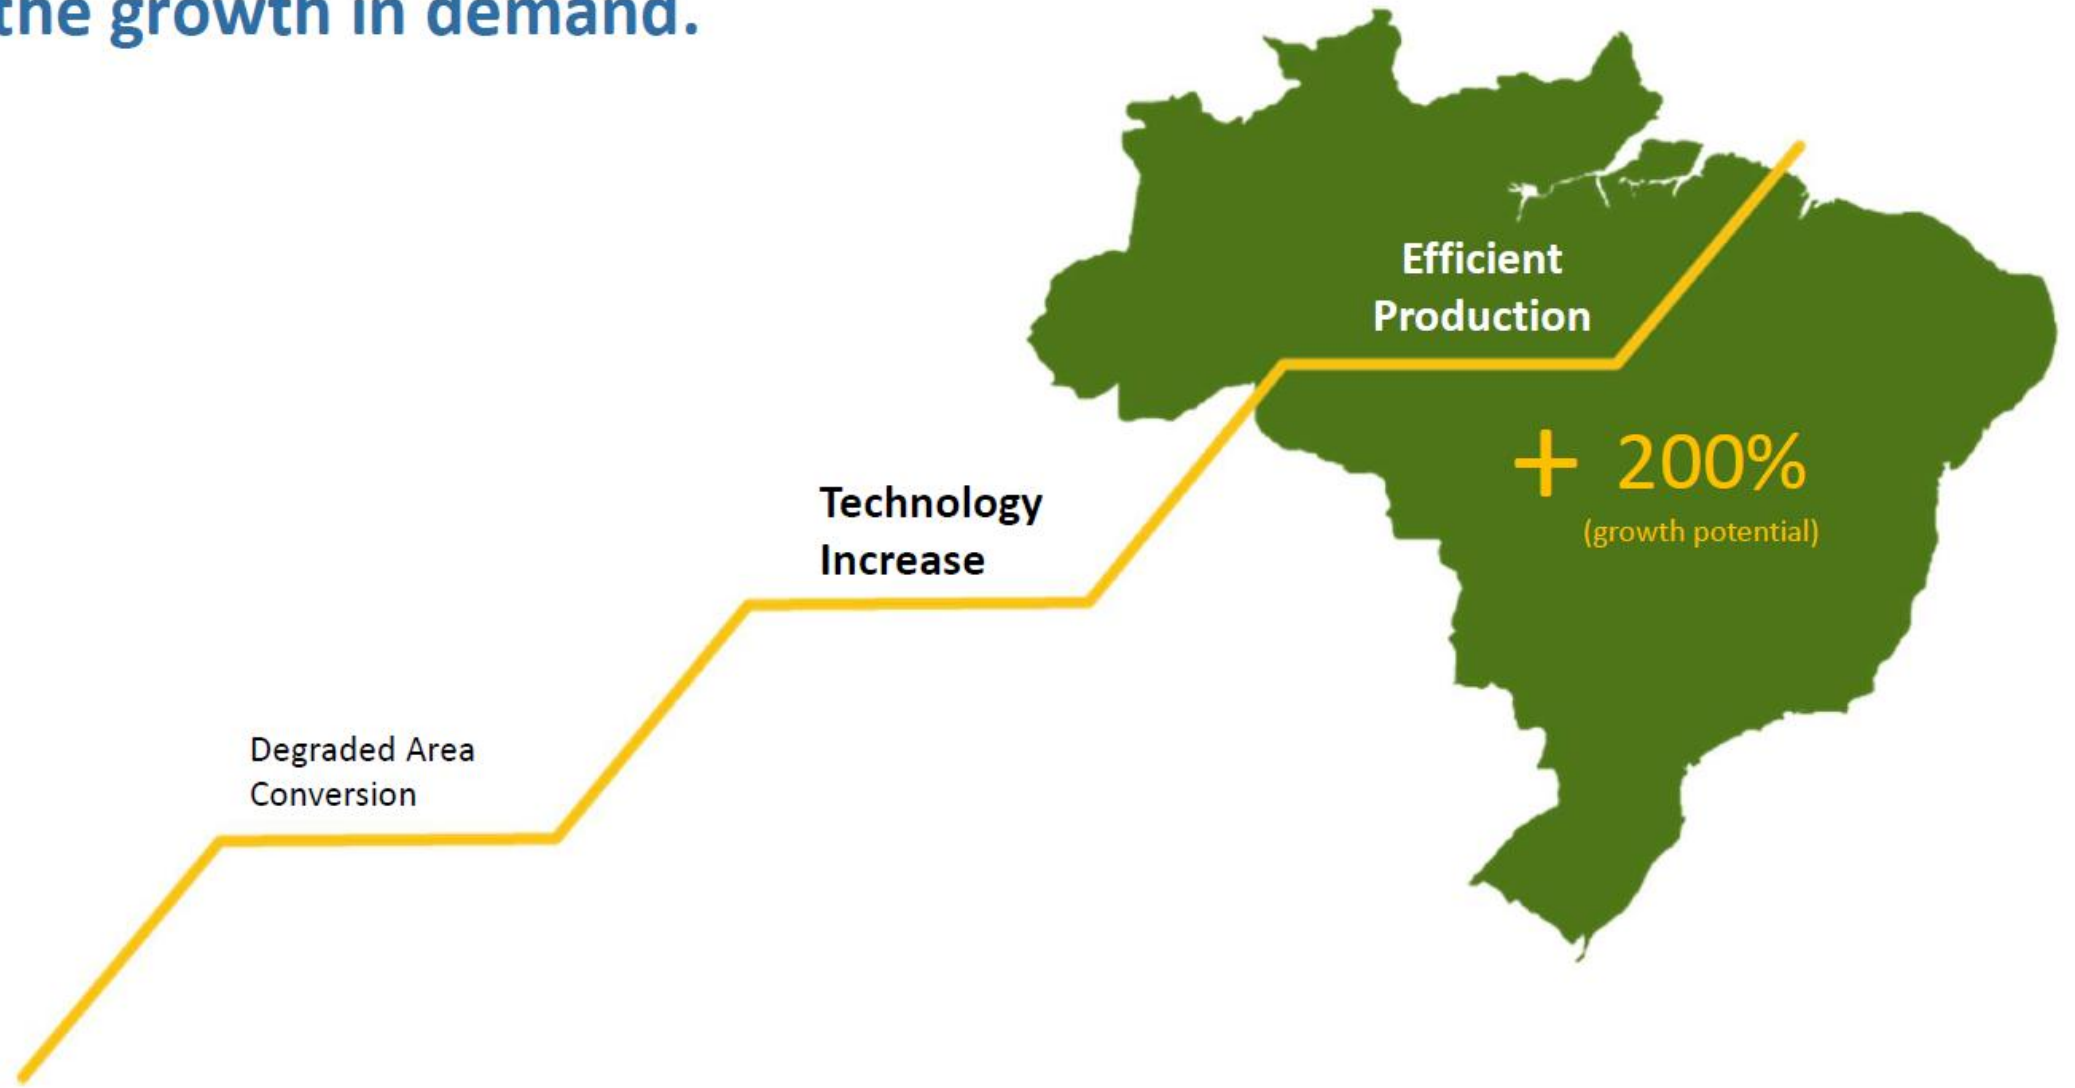 the growth in demand.
Efficient
Production
+ 200%
(growth potential)
Technology
Increase
Degraded Area
Conversion